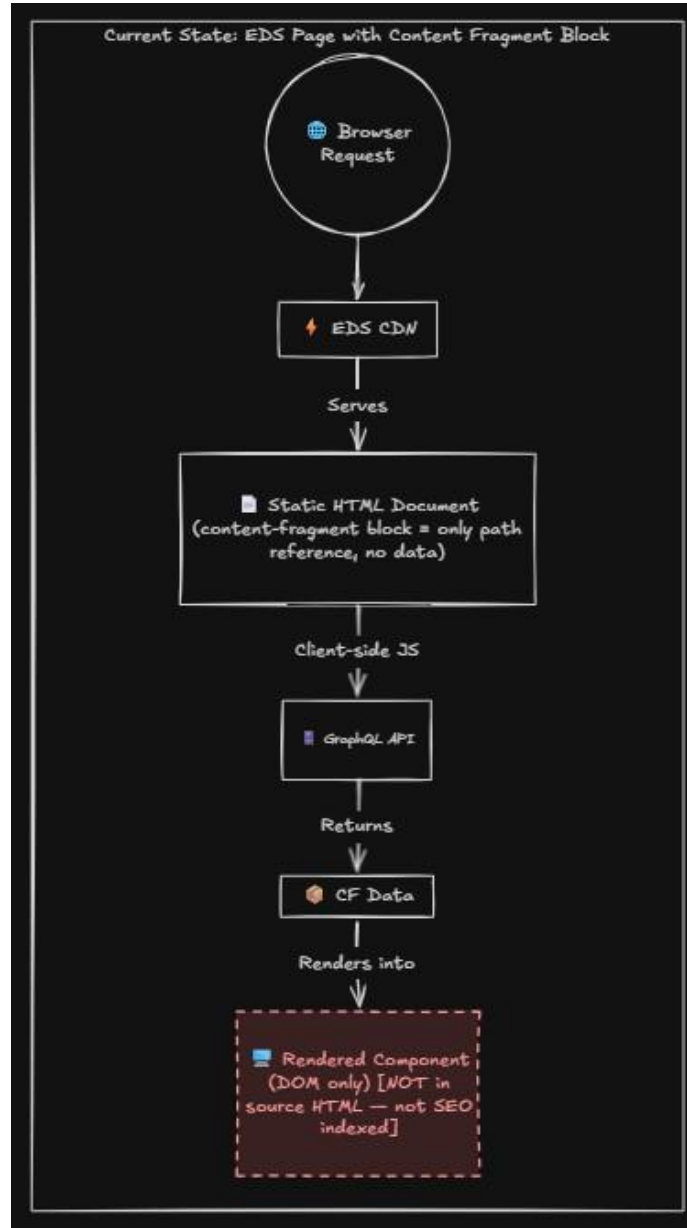 Current State: EDS Page with Content Fragment Block
Browser
Request
EDS CDN
Serves
Static HTML Document
(content-fragment block = only path
reference, no data)
Client-side JS
GraphQL API
Returns
CF Data
Renders into
Rendered Component
(DOM only) [NOT in
source HTML — not SEO
indexed]